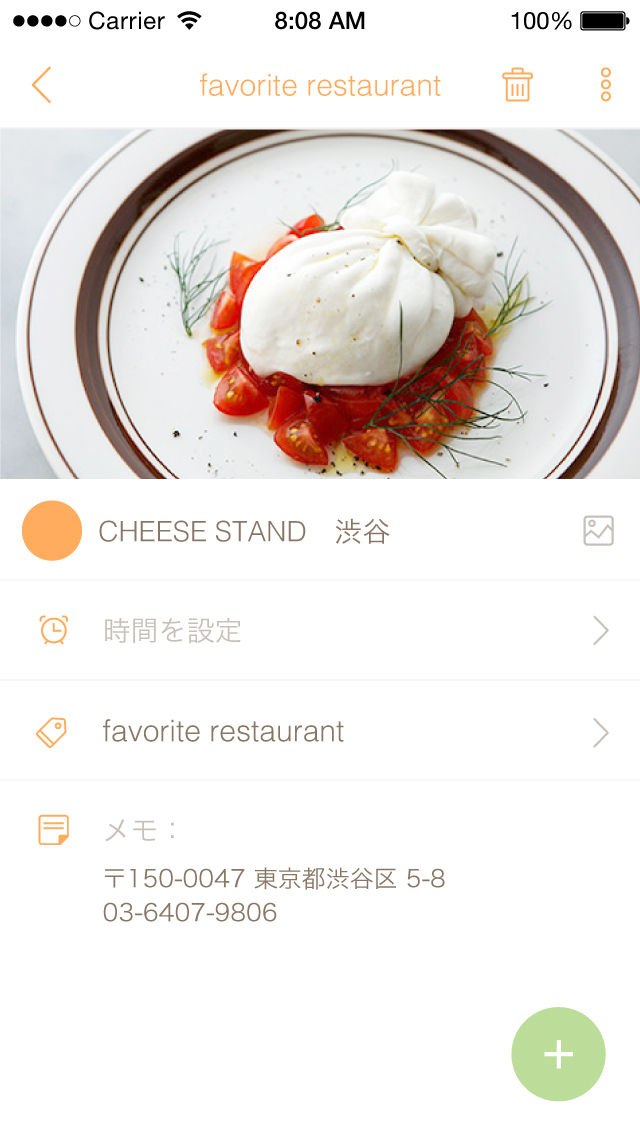 Carrier 8:08 AM 100%
favorite restaurant
CHEESE STAND 渋谷
時間を設定
favorite restaurant
メモ：
〒150-0047 東京都渋谷区 5-8
03-6407-9806